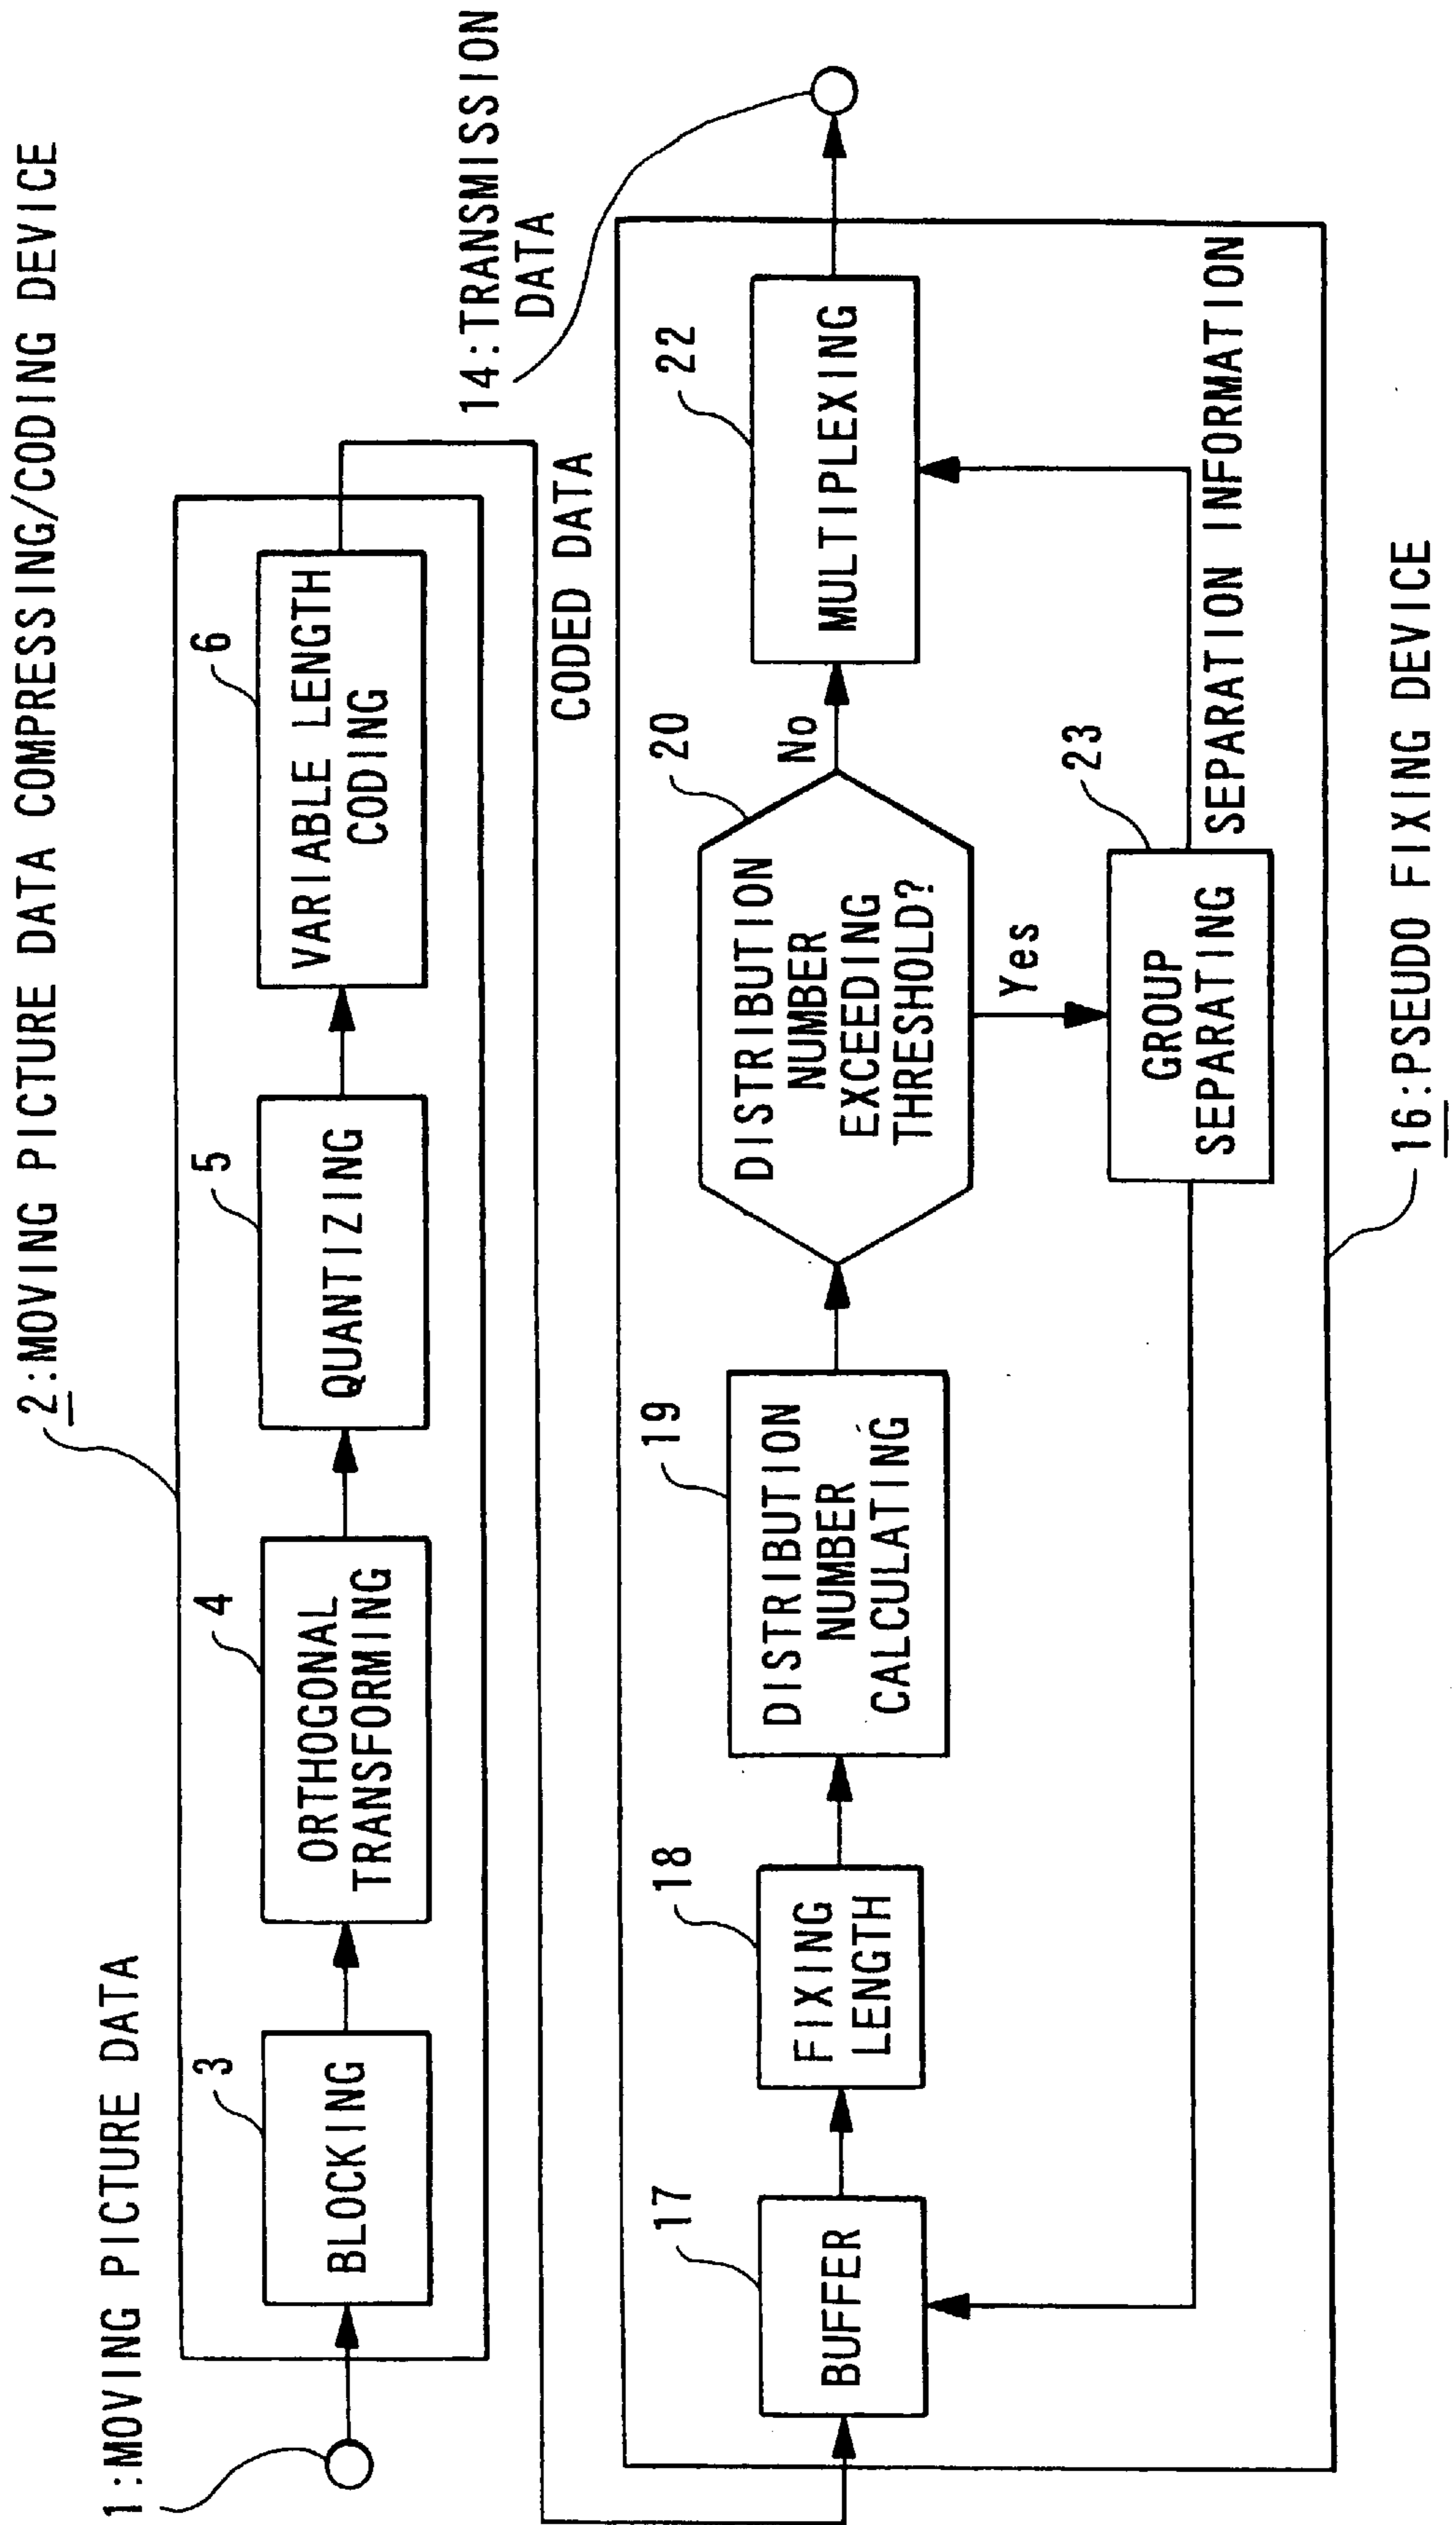 2:MOVING PICTURE DATA COMPRESSING/CODING DEVICE
1:MOVING PICTURE DATA
3
BLOCKING
4
ORTHOGONAL
TRANSFORMING
5
QUANTIZING
6
VARIABLE LENGTH
CODING
14:TRANSMISSION
DATA
CODED DATA
17
BUFFER
18
FIXING
LENGTH
19
DISTRIBUTION
NUMBER
CALCULATING
20
DISTRIBUTION
NUMBER
EXCEEDING
THRESHOLD?
No
Yes
22
MULTIPLEXING
23
GROUP
SEPARATING
SEPARATION INFORMATION
16:PSEUDO FIXING DEVICE